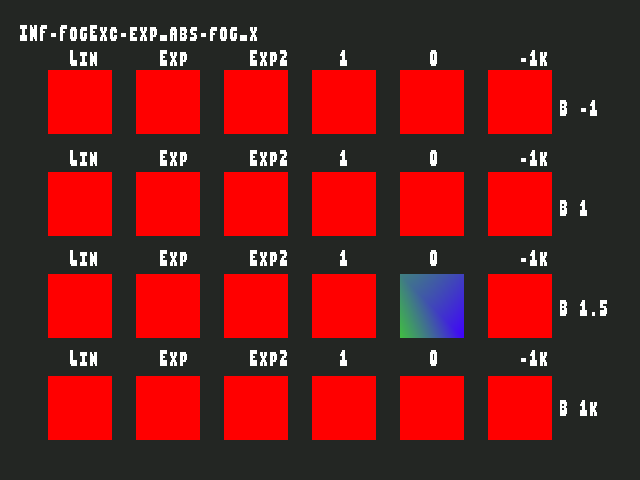 INF-FOGEXC-EXP_ABS-FOG_X
LIN EXP EXP2 1 0 -1K
B -1
LIN EXP EXP2 1 0 -1K
B 1
LIN EXP EXP2 1 0 -1K
B 1.5
LIN EXP EXP2 1 0 -1K
B 1K